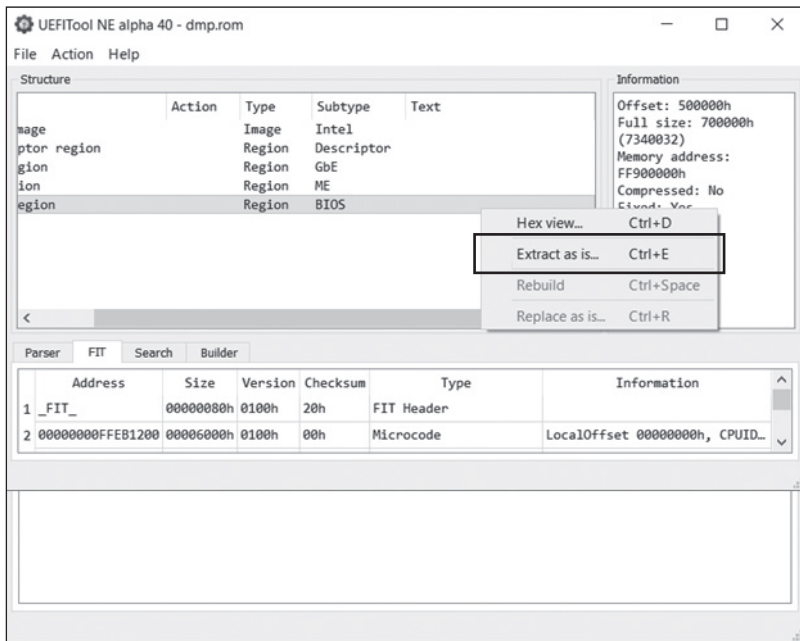 UEFITool NE alpha 40 - dmp.rom
File Action Help
Structure
Action Type Subtype Text
mage Image Intel
ptor region Region Descriptor
gion Region GbE
ion Region ME
egion Region BIOS
Information
Offset: 500000h
Full size: 700000h
(7340032)
Memory address:
FF900000h
Compressed: No
Fixed: Yes
Hex view... Ctrl+D
Extract as is... Ctrl+E
Rebuild Ctrl+Space
Replace as is... Ctrl+R
Parser FIT Search Builder
Address Size Version Checksum Type Information
1 _FIT_ 00000080h 0100h 20h FIT Header
2 00000000FFEB1200 00006000h 0100h 00h Microcode LocalOffset 00000000h, CPUID…